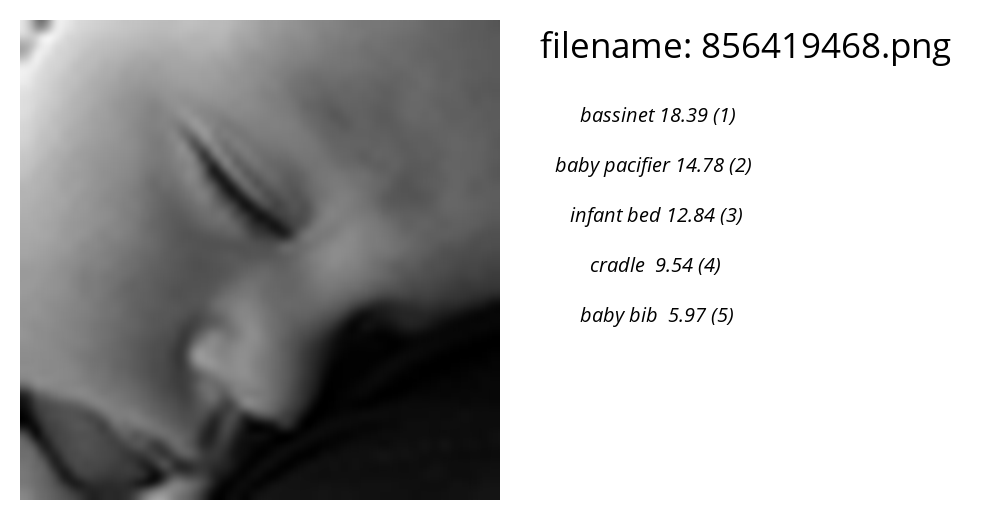 filename: 856419468.png
bassinet 18.39 (1)
baby pacifier 14.78 (2)
infant bed 12.84 (3)
cradle  9.54 (4)
baby bib  5.97 (5)